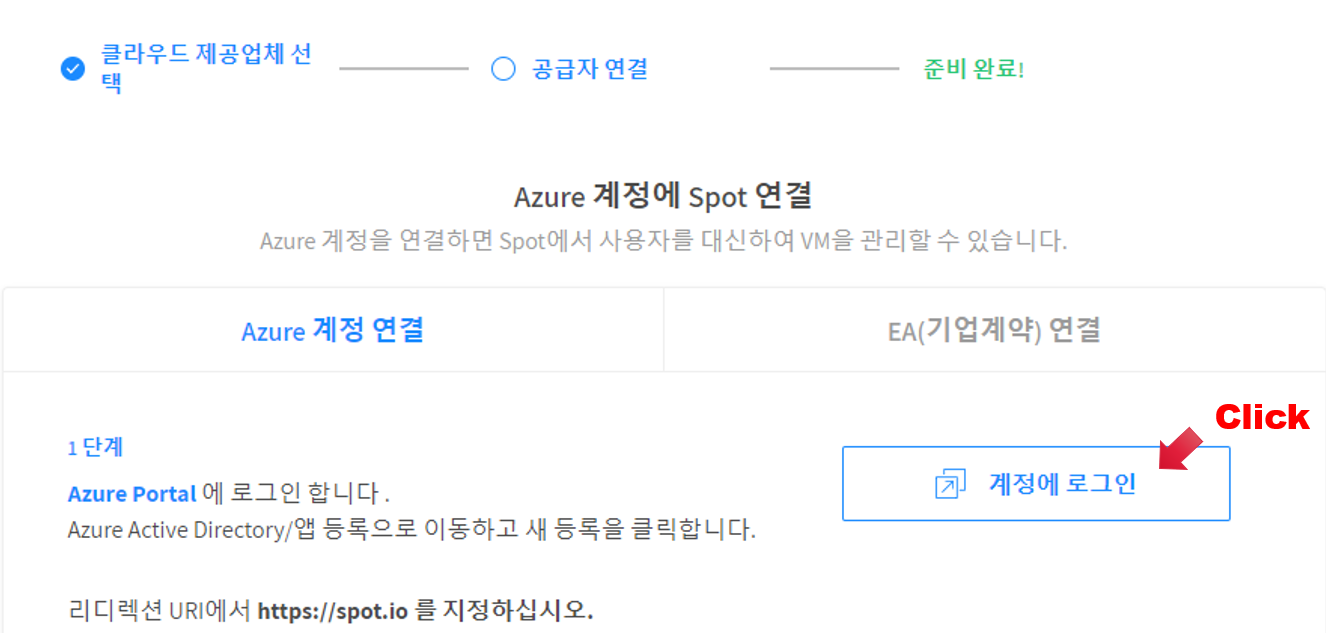 클라우드 제공업체 선
택
공급자 연결
준비 완료!
Azure 계정에 Spot 연결
Azure 계정을 연결하면 Spot에서 사용자를 대신하여 VM을 관리할 수 있습니다.
Azure 계정 연결
EA(기업계약) 연결
Click
1 단계
계정에 로그인
Azure Portal 에 로그인 합니다 .
Azure Active Directory/앱 등록으로 이동하고 새 등록을 클릭합니다.
리디렉션 URI에서 https://spot.io 를 지정하십시오.